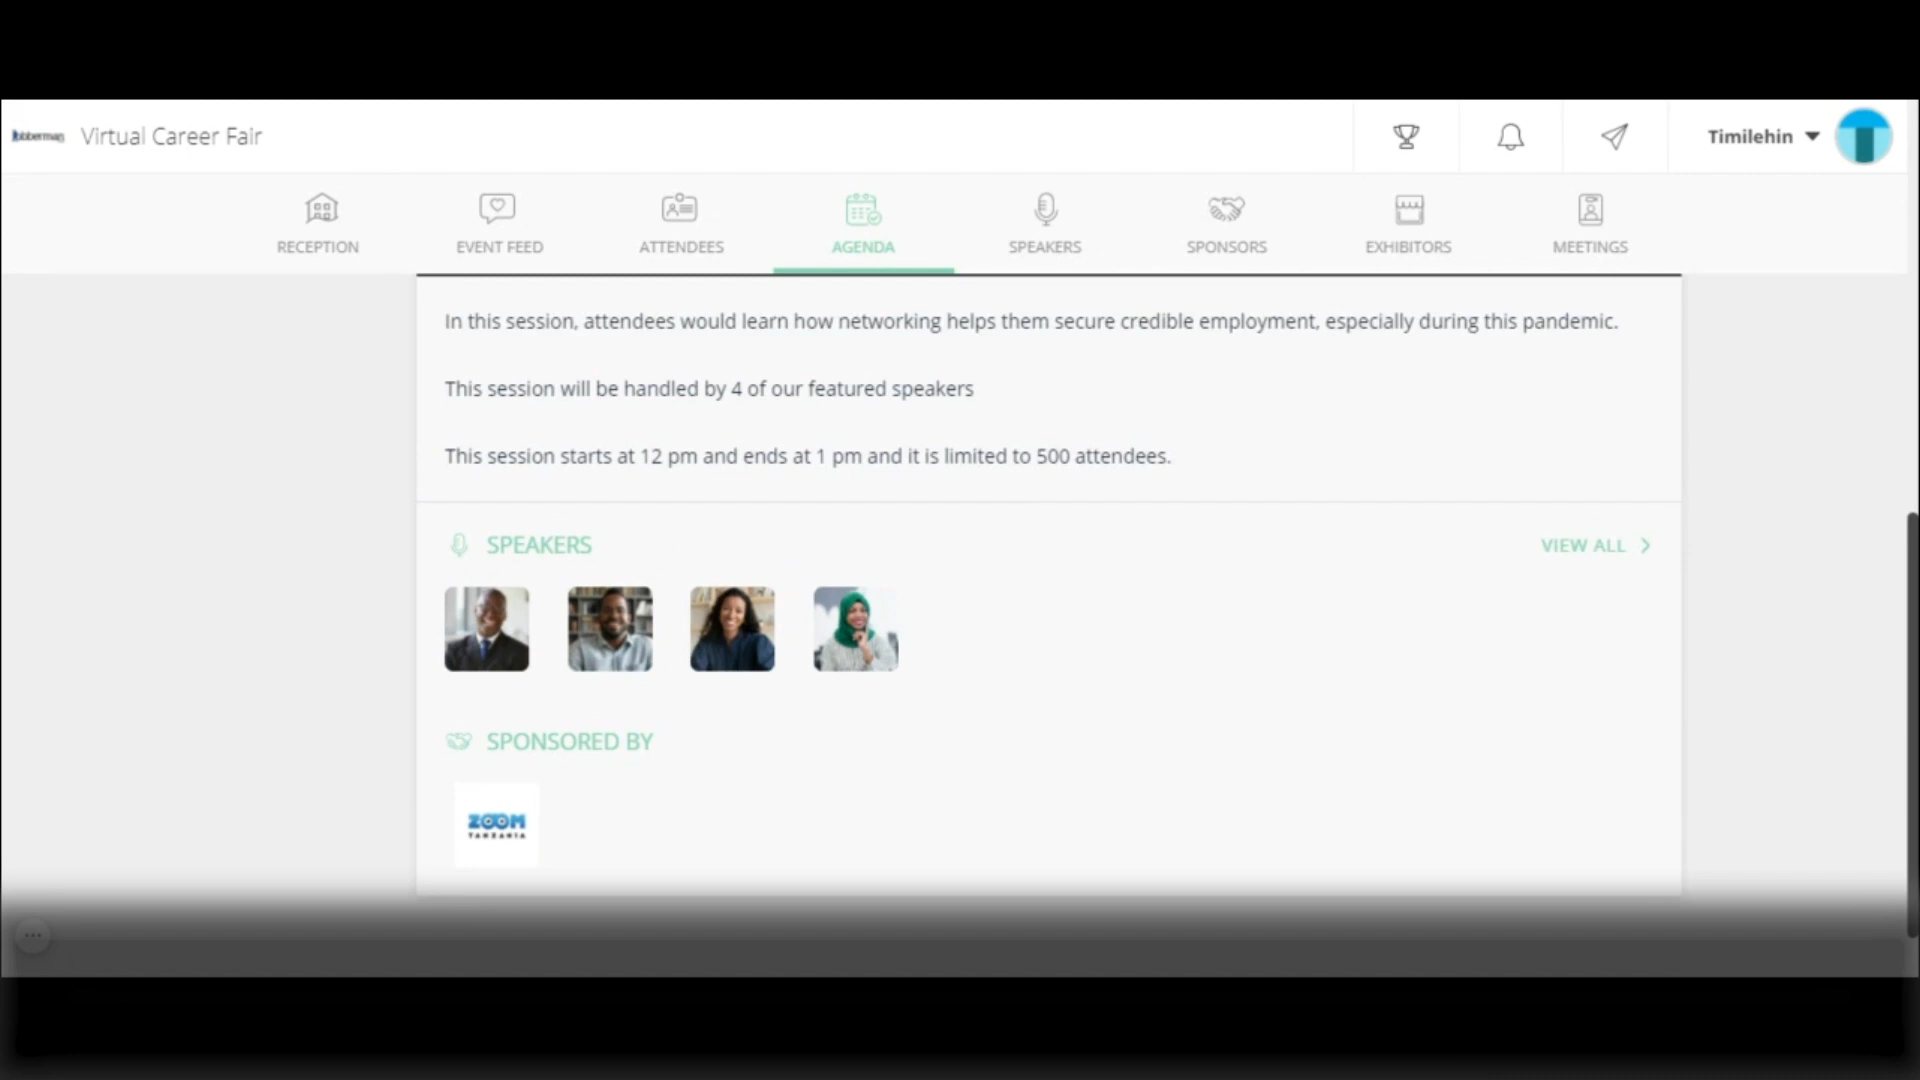 Jobberman Virtual Career Fair
Timilehin
RECEPTION
EVENT FEED
ATTENDEES
AGENDA
SPEAKERS
SPONSORS
EXHIBITORS
MEETINGS
In this session, attendees would learn how networking helps them secure credible employment, especially during this pandemic.
This session will be handled by 4 of our featured speakers
This session starts at 12 pm and ends at 1 pm and it is limited to 500 attendees.
SPEAKERS
VIEW ALL
SPONSORED BY
ZOOM
TANZANIA